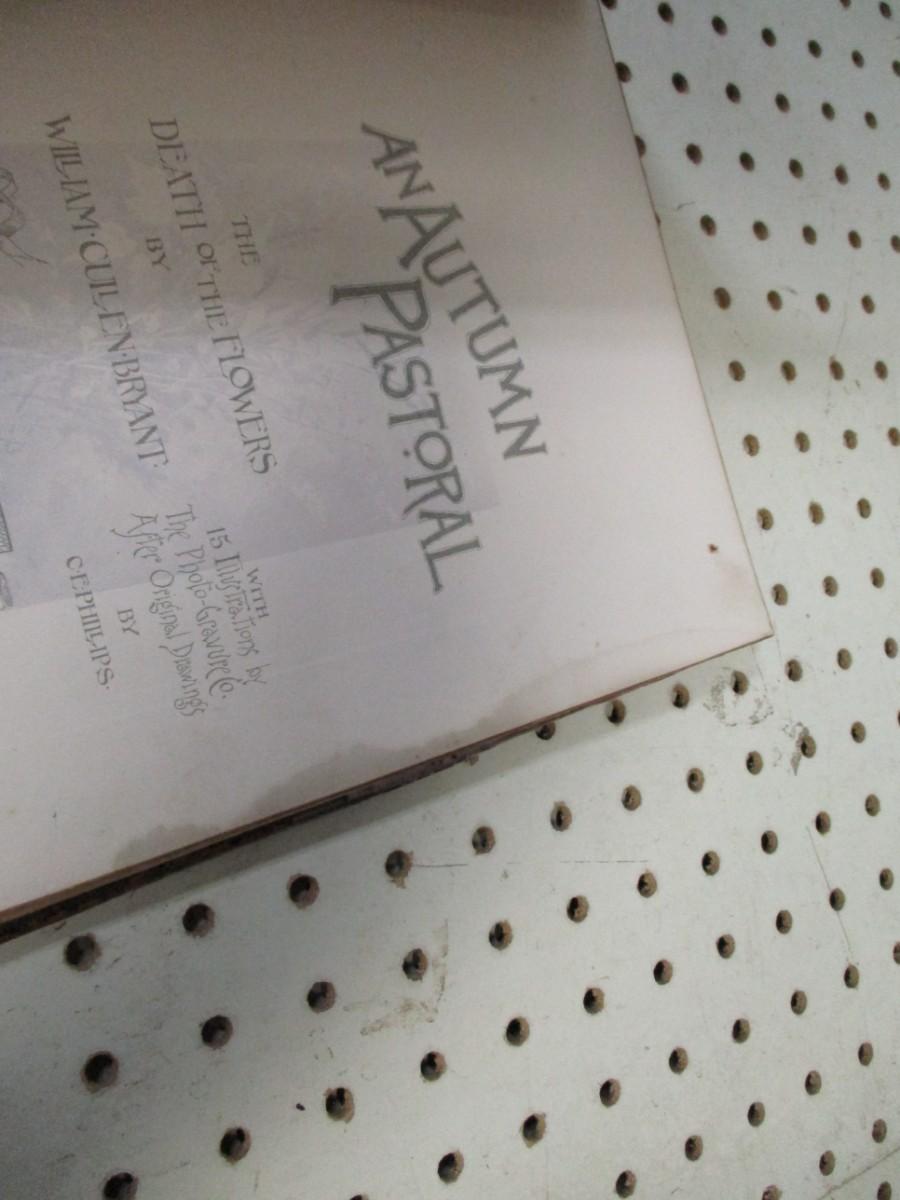 AN AUTUMN
PASTORAL
THE
DEATH OF THE FLOWERS
BY
WILLIAM·CULLEN·BRYANT·
WITH
15 Illustrations by
The Photo-Gravure Co.
After Original Drawings
BY
C.E.PHILLIPS.